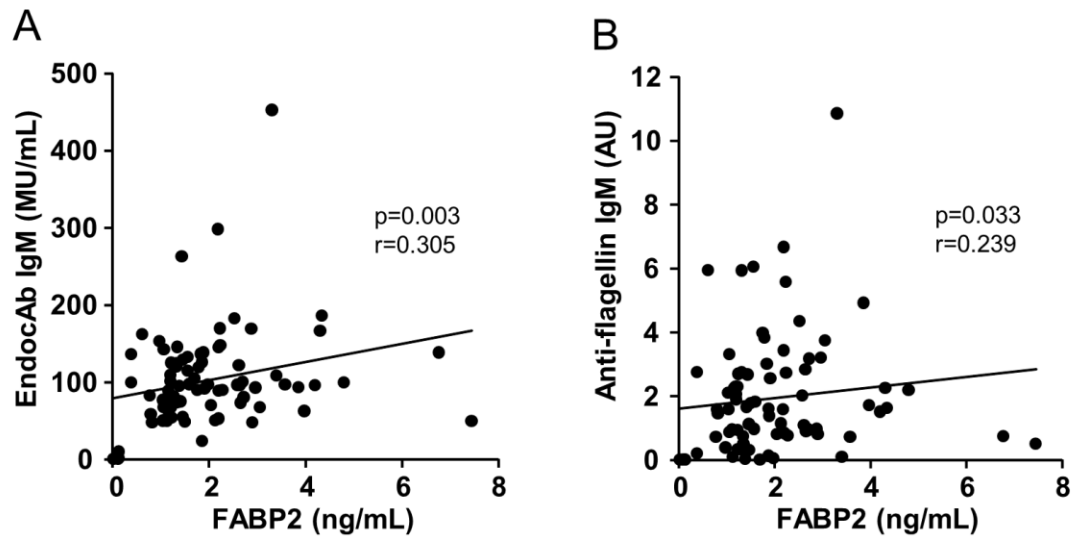 A
EndocAb IgM (MU/mL)
500
400
300
200
100
0
p=0.003
r=0.305
0 2 4 6 8
FABP2 (ng/mL)
B
Anti-flagellin IgM (AU)
12
10
8
6
4
2
0
p=0.033
r=0.239
0 2 4 6 8
FABP2 (ng/mL)